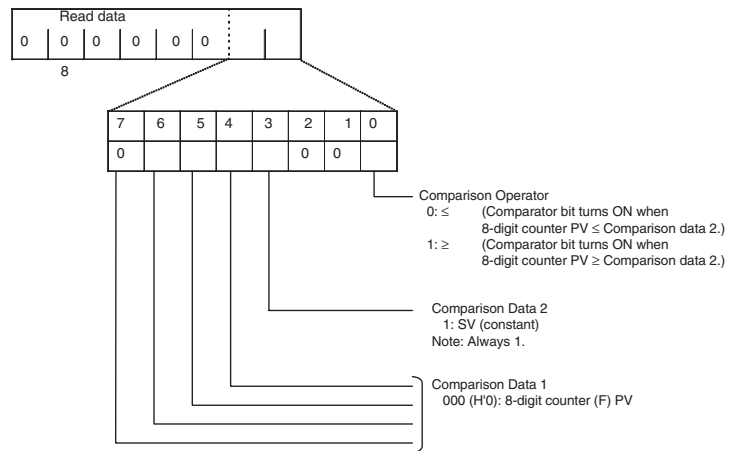 Read data
0 0 0 0 0 0
8
7 6 5 4 3 2 1 0
0 0 0
Comparison Operator
0: ≤ (Comparator bit turns ON when
8-digit counter PV ≤ Comparison data 2.)
1: ≥ (Comparator bit turns ON when
8-digit counter PV ≥ Comparison data 2.)
Comparison Data 2
1: SV (constant)
Note: Always 1.
Comparison Data 1
000 (H'0): 8-digit counter (F) PV